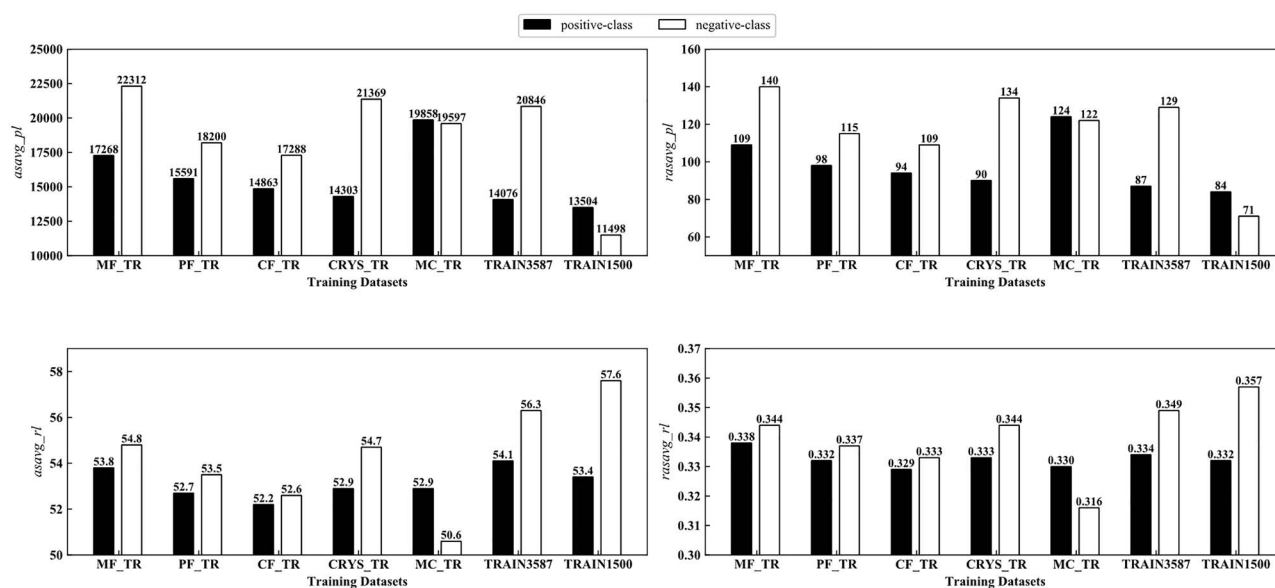 positive-class negative-class
asavg_pl
25000
22500
20000
17500
15000
12500
10000
17268 22312 15591 18200 14863 17288 14303 21369 19858 19597 14076 20846 13504 11498
MF_TR PF_TR CF_TR CRYS_TR MC_TR TRAIN3587 TRAIN1500
Training Datasets
rasavg_pl
160
140
120
100
80
60
109 140 98 115 94 109 90 134 124 122 87 129 84 71
MF_TR PF_TR CF_TR CRYS_TR MC_TR TRAIN3587 TRAIN1500
Training Datasets
asavg_rl
58
56
54
52
50
53.8 54.8 52.7 53.5 52.2 52.6 52.9 54.7 52.9 50.6 54.1 56.3 53.4 57.6
MF_TR PF_TR CF_TR CRYS_TR MC_TR TRAIN3587 TRAIN1500
Training Datasets
rasavg_rl
0.37
0.36
0.35
0.34
0.33
0.32
0.31
0.30
0.338 0.344 0.332 0.337 0.329 0.333 0.333 0.344 0.330 0.316 0.334 0.349 0.332 0.357
MF_TR PF_TR CF_TR CRYS_TR MC_TR TRAIN3587 TRAIN1500
Training Datasets